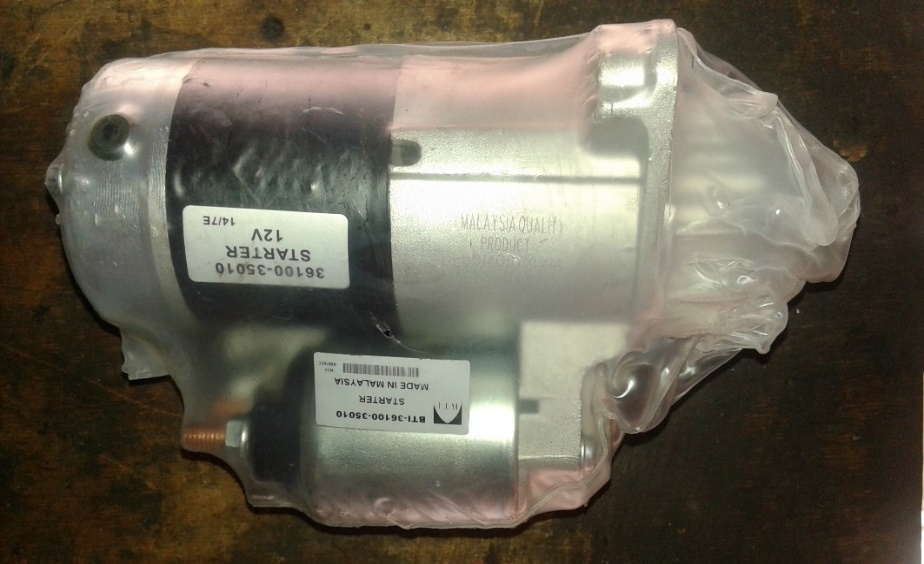 36100-35010
STARTER
12V
14/7E
MALAYSIA QUALITY
PRODUCT
BTI-36100-35010
STARTER
MADE IN MALAYSIA